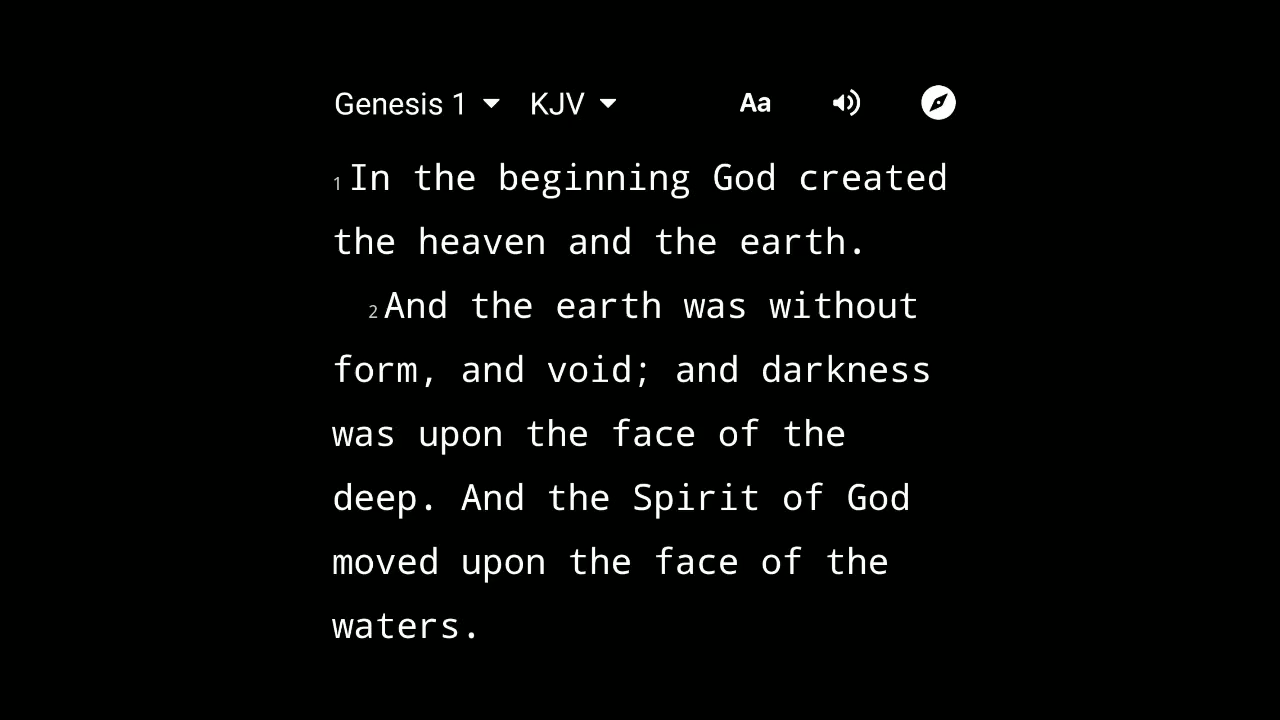 Genesis 1 KJV Aa
1 In the beginning God created
the heaven and the earth.
2 And the earth was without
form, and void; and darkness
was upon the face of the
deep. And the Spirit of God
moved upon the face of the
waters.